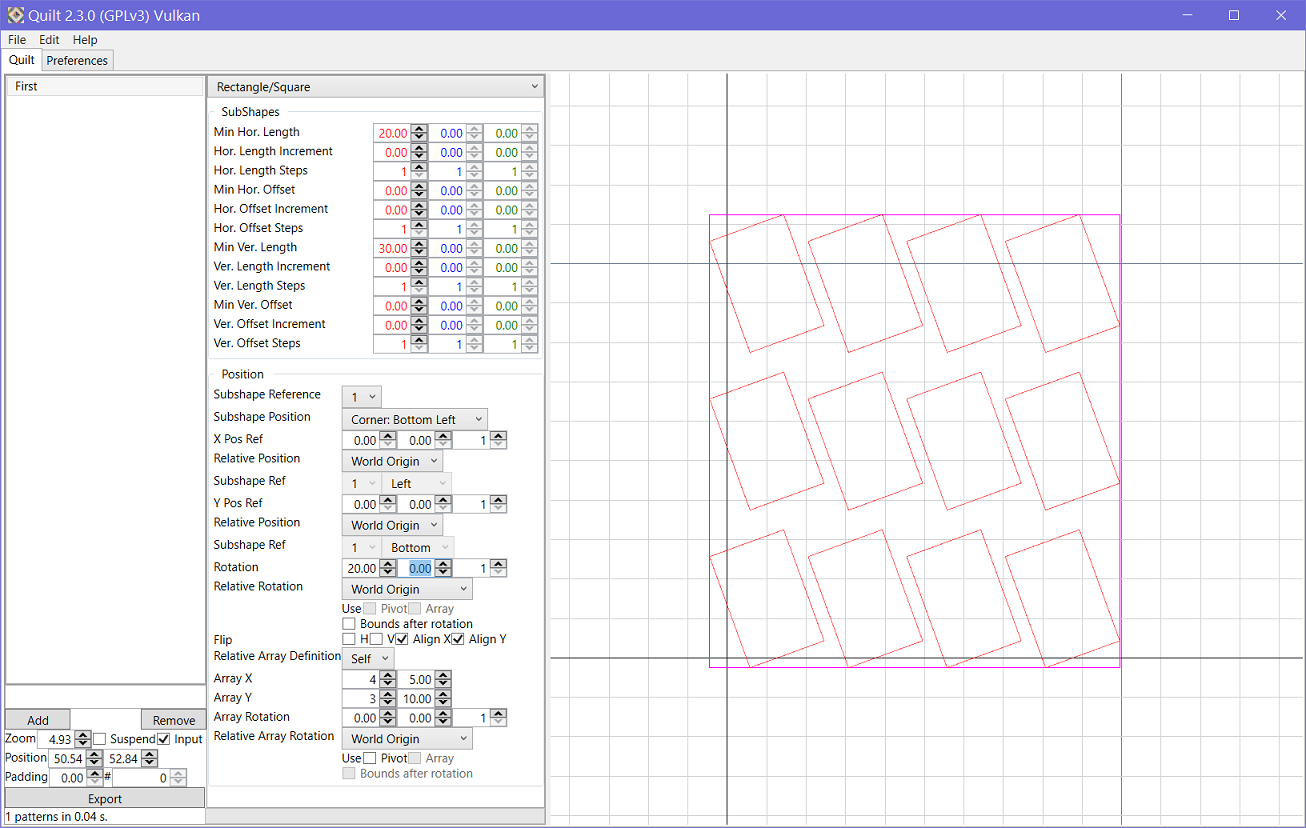 Quilt 2.3.0 (GPLv3) Vulkan
File Edit Help
Quilt Preferences
First
Rectangle/Square
SubShapes
Min Hor. Length 20.00 0.00 0.00
Hor. Length Increment 0.00 0.00 0.00
Hor. Length Steps 1 1 1
Min Hor. Offset 0.00 0.00 0.00
Hor. Offset Increment 0.00 0.00 0.00
Hor. Offset Steps 1 1 1
Min Ver. Length 30.00 0.00 0.00
Ver. Length Increment 0.00 0.00 0.00
Ver. Length Steps 1 1 1
Min Ver. Offset 0.00 0.00 0.00
Ver. Offset Increment 0.00 0.00 0.00
Ver. Offset Steps 1 1 1
Position
Subshape Reference 1
Subshape Position Corner: Bottom Left
X Pos Ref 0.00 0.00 1
Relative Position World Origin
Subshape Ref 1 Left
Y Pos Ref 0.00 0.00 1
Relative Position World Origin
Subshape Ref 1 Bottom
Rotation 20.00 0.00 1
Relative Rotation World Origin
Use Pivot Array
Bounds after rotation
Flip H V Align X Align Y
Relative Array Definition Self
Array X 4 5.00
Array Y 3 10.00
Array Rotation 0.00 0.00 1
Relative Array Rotation World Origin
Use Pivot Array
Bounds after rotation
Add Remove
Zoom 4.93 Suspend Input
Position 50.54 52.84
Padding 0.00 # 0
Export
1 patterns in 0.04 s.